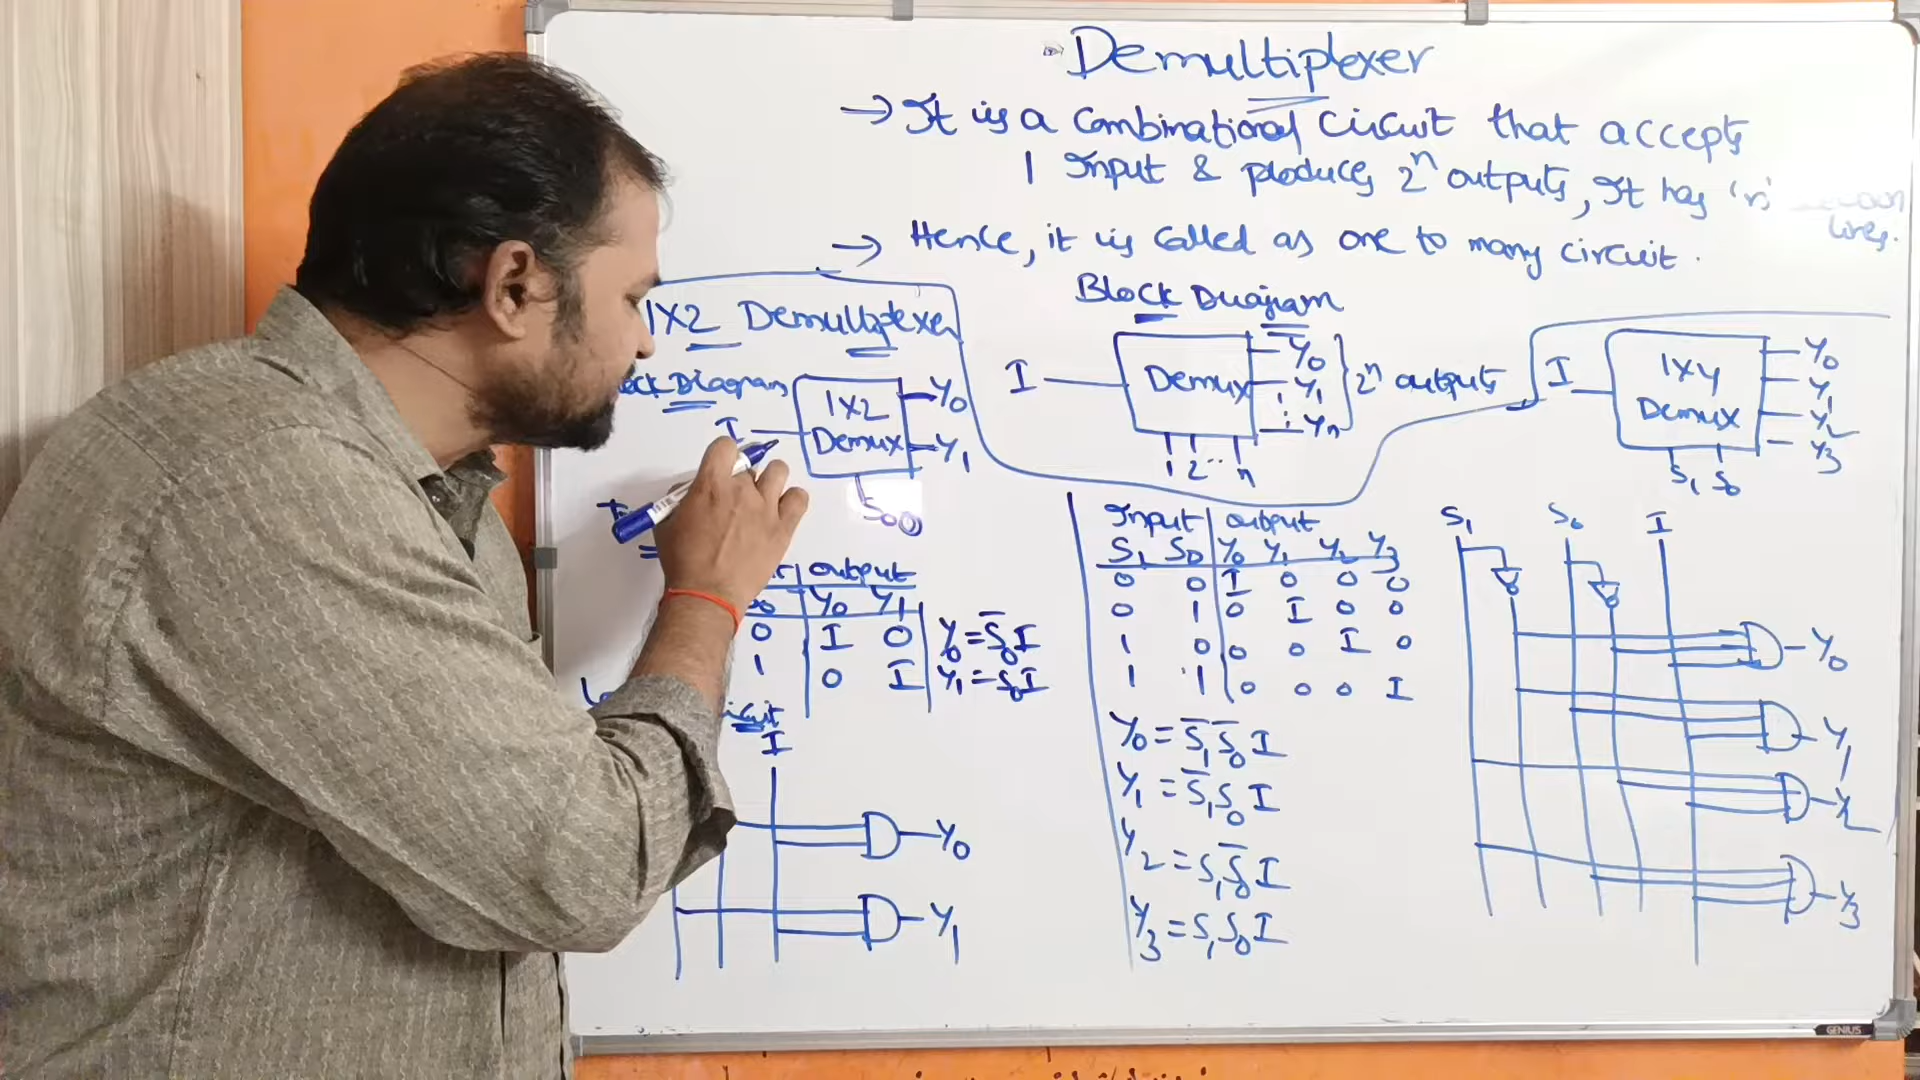 Demultiplexer
→ It is a Combinational Circuit that accepts
1 Input & produces 2ⁿ outputs, It has 'n'
lines.
→ Hence, it is called as one to many circuit.
1X2 Demultiplexer
Diagram
I
1X2
Demux
Y0
Y1
S0
output
Y0 Y1
0 I 0
1 0 I
Y0 = S̅0 I
Y1 = S0 I
I
Y0
Y1
Block Diagram
I
Demux
Y0
Y1
Yn
2ⁿ outputs
1 2 .. n
Input output
S1 S0 Y0 Y1 Y2 Y3
0 0 I 0 0 0
0 1 0 I 0 0
1 0 0 0 I 0
1 1 0 0 0 I
Y0 = S̅1 S̅0 I
Y1 = S̅1 S0 I
Y2 = S1 S̅0 I
Y3 = S1 S0 I
I
1X4
Demux
Y0
Y1
Y2
Y3
S1 S0
S1 S0 I
Y0
Y1
Y2
Y3
GENIUS